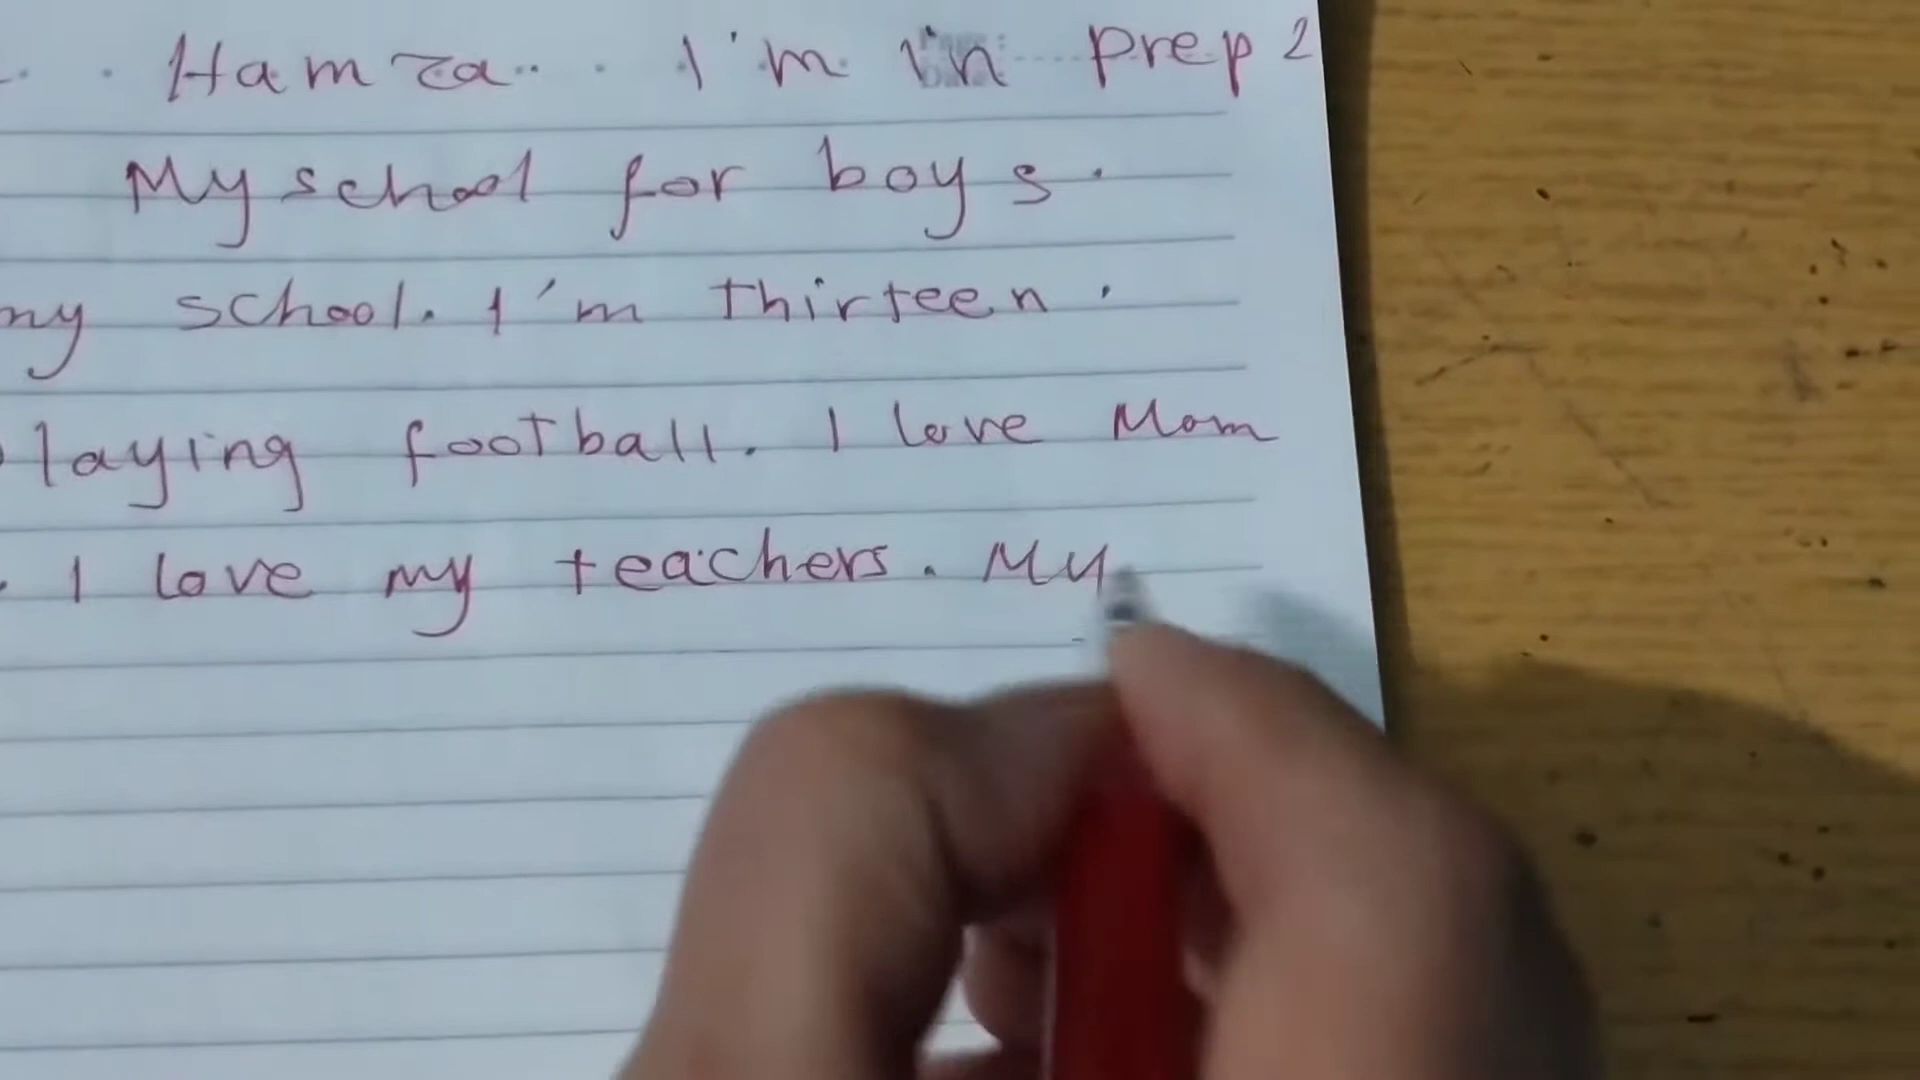 Hamza. I'm in prep 2
My school for boys.
my school. I'm thirteen.
laying football. I love Mom
. I love my teachers. My